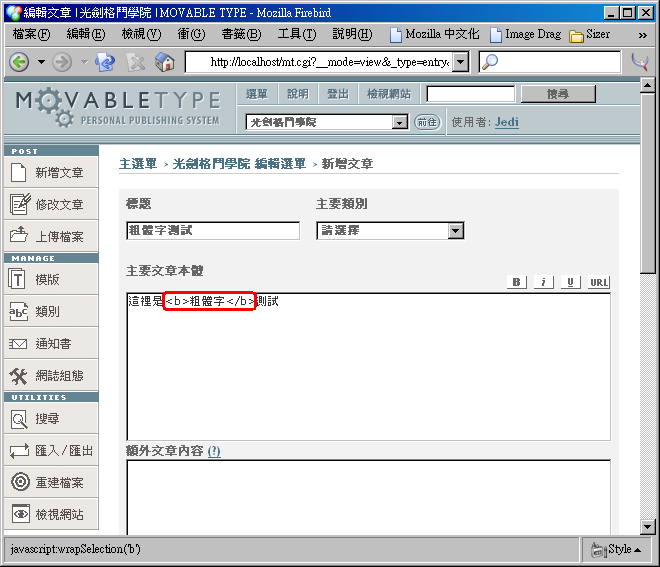 編輯文章 | 光劍格鬥學院 | MOVABLE TYPE - Mozilla Firebird
檔案(F) 編輯(E) 檢視(V) 衝(G) 書籤(B) 工具(T) 說明(H) Mozilla 中文化 Image Drag Sizer »
http://localhost/mt.cgi?__mode=view&_type=entry&
MOVABLETYPE
PERSONAL PUBLISHING SYSTEM
選單 說明 登出 檢視網站 搜尋
光劍格鬥學院 前往 使用者: Jedi
POST
新增文章
修改文章
上傳檔案
MANAGE
模版
類別
通知書
網誌組態
UTILITIES
搜尋
匯入/匯出
重建檔案
檢視網站
主選單 > 光劍格鬥學院 編輯選單 > 新增文章
標題 主要類別
粗體字測試 請選擇
主要文章本體
B i U URL
這裡是<b>粗體字</b>測試
額外文章內容 (?)
javascript:wrapSelection('b') Style